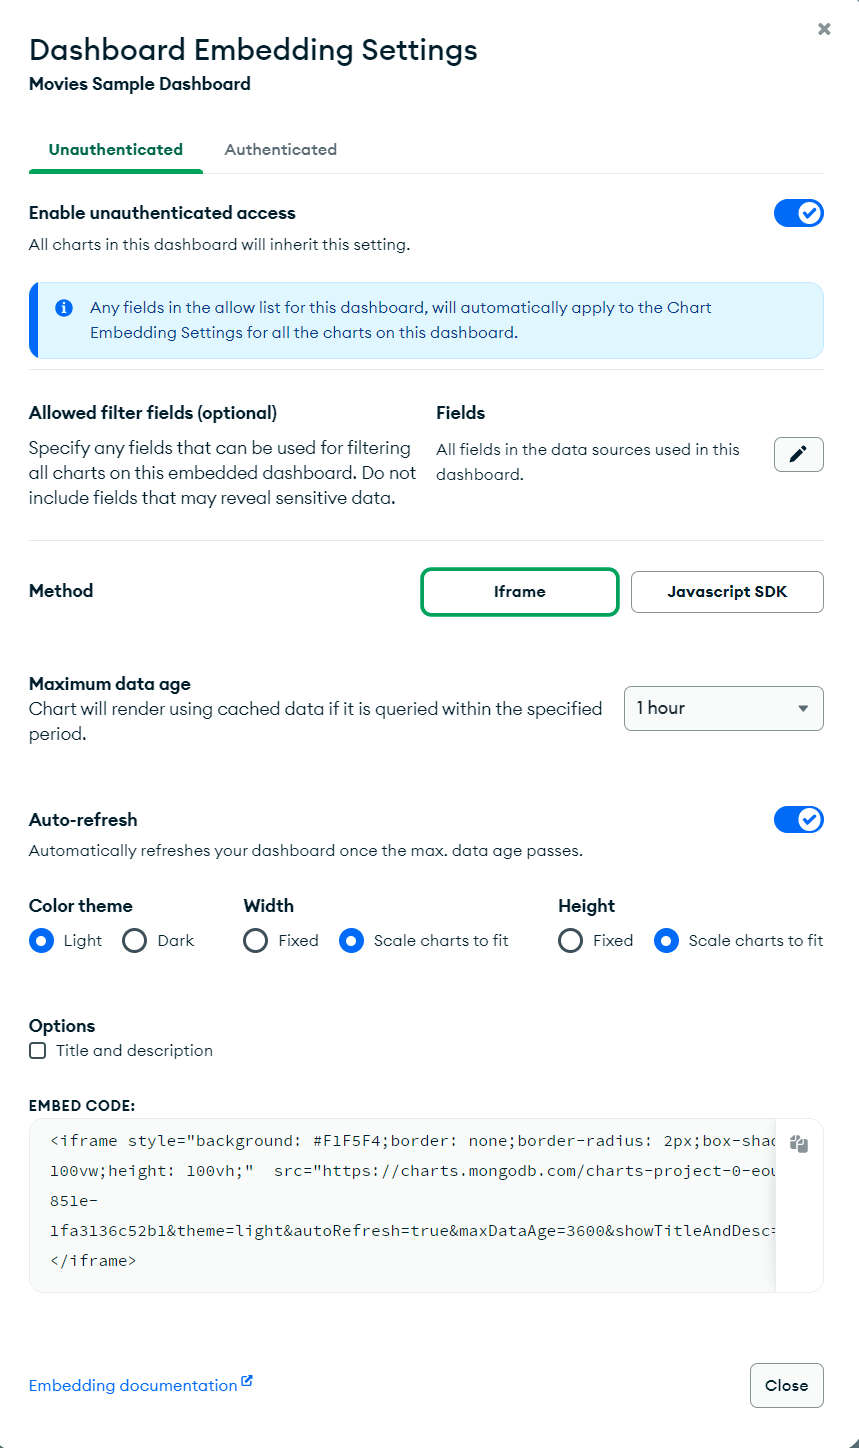 Dashboard Embedding Settings
Movies Sample Dashboard
Unauthenticated Authenticated
Enable unauthenticated access
All charts in this dashboard will inherit this setting.
Any fields in the allow list for this dashboard, will automatically apply to the Chart
Embedding Settings for all the charts on this dashboard.
Allowed filter fields (optional)
Specify any fields that can be used for filtering
all charts on this embedded dashboard. Do not
include fields that may reveal sensitive data.
Fields
All fields in the data sources used in this
dashboard.
Method
Iframe
Javascript SDK
Maximum data age
Chart will render using cached data if it is queried within the specified
period.
1 hour
Auto-refresh
Automatically refreshes your dashboard once the max. data age passes.
Color theme
Light Dark
Width
Fixed Scale charts to fit
Height
Fixed Scale charts to fit
Options
Title and description
EMBED CODE:
<iframe style="background: #F1F5F4;border: none;border-radius: 2px;box-shad
100vw;height: 100vh;"  src="https://charts.mongodb.com/charts-project-0-eou
851e-
1fa3136c52b1&theme=light&autoRefresh=true&maxDataAge=3600&showTitleAndDesc=
</iframe>
Embedding documentation
Close